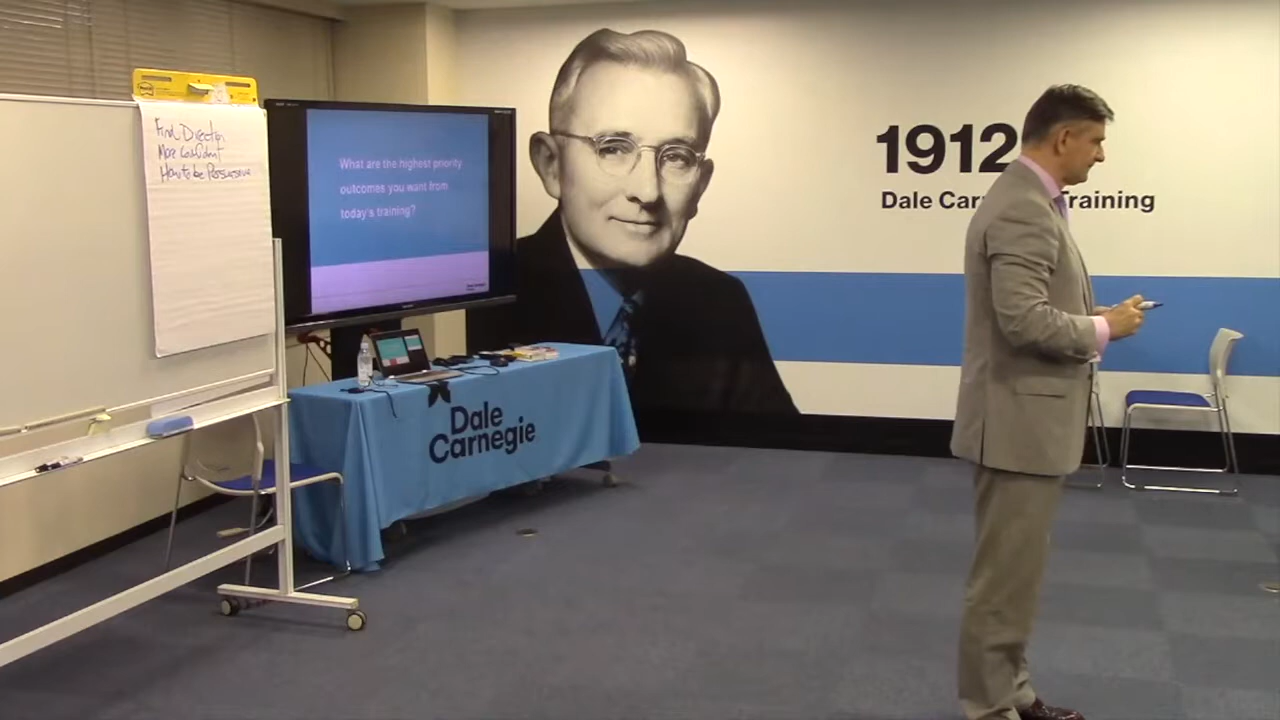 Find Direction
More Confident
How to be Persuasive
What are the highest priority
outcomes you want from
today's training?
Dale
Carnegie
1912
Dale Car Training